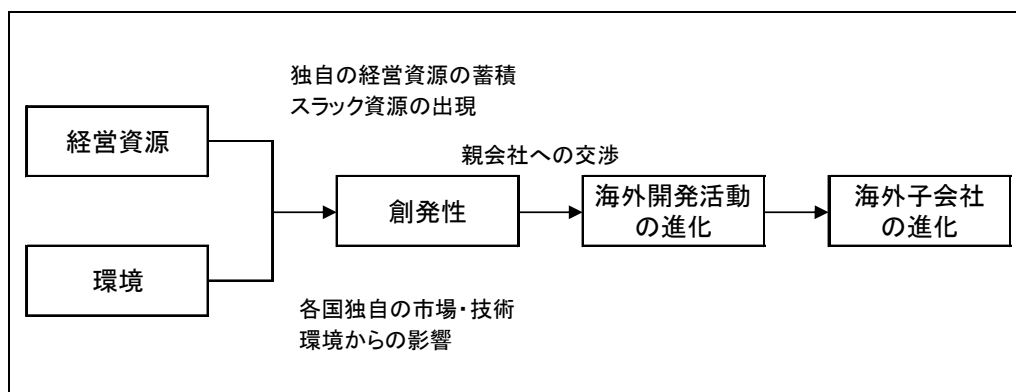 独自の経営資源の蓄積
スラック資源の出現
経営資源
親会社への交渉
創発性
海外開発活動
の進化
海外子会社
の進化
環境
各国独自の市場・技術
環境からの影響